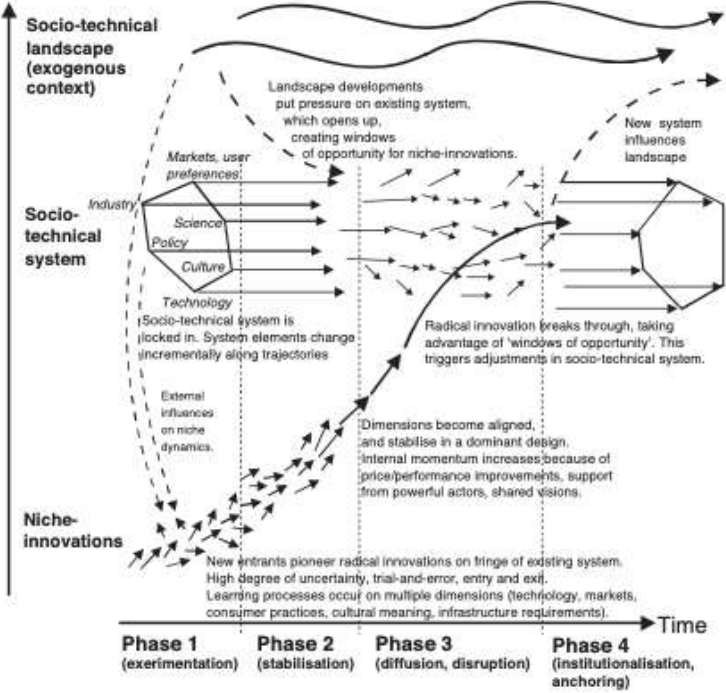 Socio-technical
landscape
(exogenous
context)
Landscape developments
put pressure on existing system,
which opens up,
creating windows
of opportunity for niche-innovations.
New system
influences
landscape
Markets, user
preferences
Industry
Science
Policy
Culture
Technology
Socio-
technical
system
Socio-technical system is
locked in. System elements change
incrementally along trajectories
Radical innovation breaks through, taking
advantage of 'windows of opportunity'. This
triggers adjustments in socio-technical system.
External
influences
on niche
dynamics.
Dimensions become aligned,
and stabilise in a dominant design.
Internal momentum increases because of
price/performance improvements, support
from powerful actors, shared visions.
Niche-
innovations
New entrants pioneer radical innovations on fringe of existing system.
High degree of uncertainty, trial-and-error, entry and exit.
Learning processes occur on multiple dimensions (technology, markets,
consumer practices, cultural meaning, infrastructure requirements).
Time
Phase 1
(exerimentation)
Phase 2
(stabilisation)
Phase 3
(diffusion, disruption)
Phase 4
(institutionalisation,
anchoring)